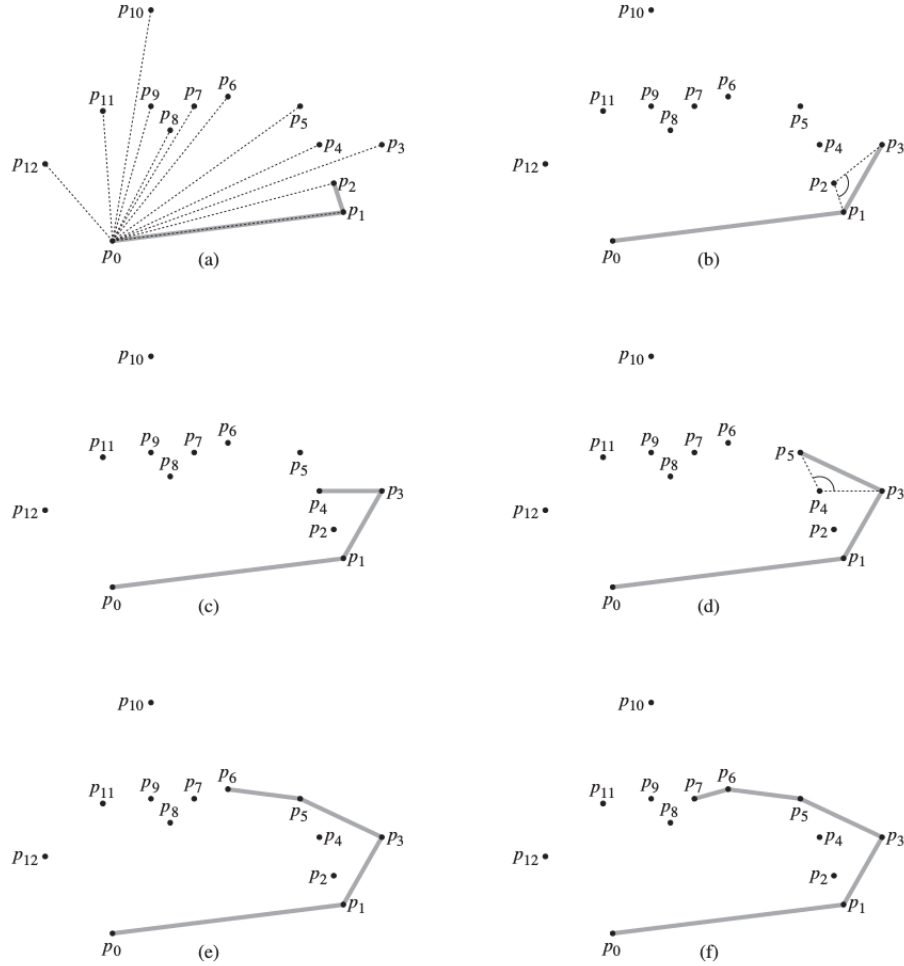 p10 p10
p6 p6
p11 p9 p7 p11 p9 p7
p8 p5 p8 p5
p12 p4 p3 p12 p4 p3
p2 p2
p1 p1
p0 (a) p0 (b)
p10 p10
p6 p6
p11 p9 p7 p11 p9 p7 p5
p8 p5 p8
p12 p4 p3 p12 p4 p3
p2 p2
p1 p1
p0 (c) p0 (d)
p10 p10
p6 p6
p11 p9 p7 p11 p9 p7
p8 p5 p8 p5
p12 p4 p3 p12 p4 p3
p2 p2
p1 p1
p0 (e) p0 (f)